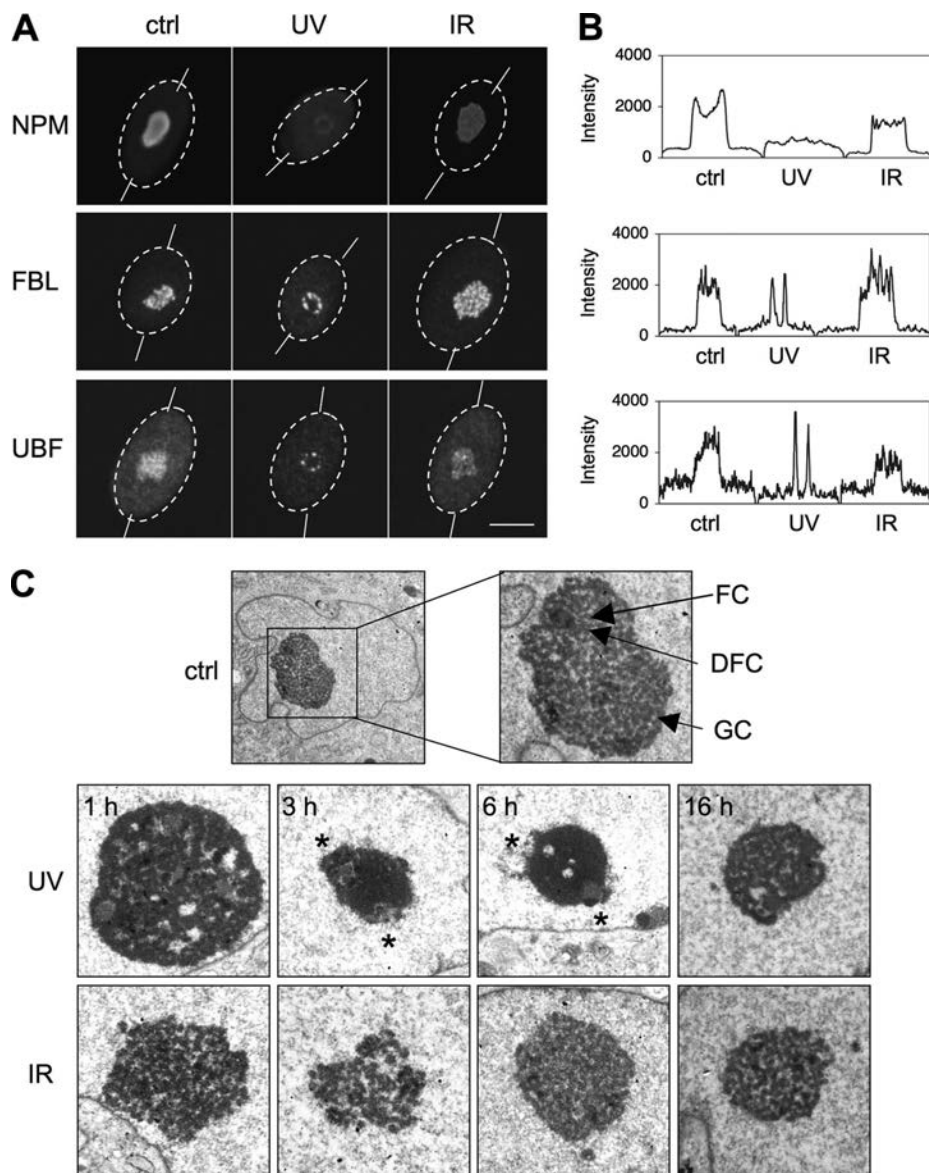 A
ctrl UV IR
NPM
FBL
UBF
B
4000
2000
0
Intensity
ctrl UV IR
4000
2000
0
Intensity
ctrl UV IR
4000
2000
0
Intensity
ctrl UV IR
C
ctrl
FC
DFC
GC
UV
1 h 3 h 6 h 16 h
* * * *
IR